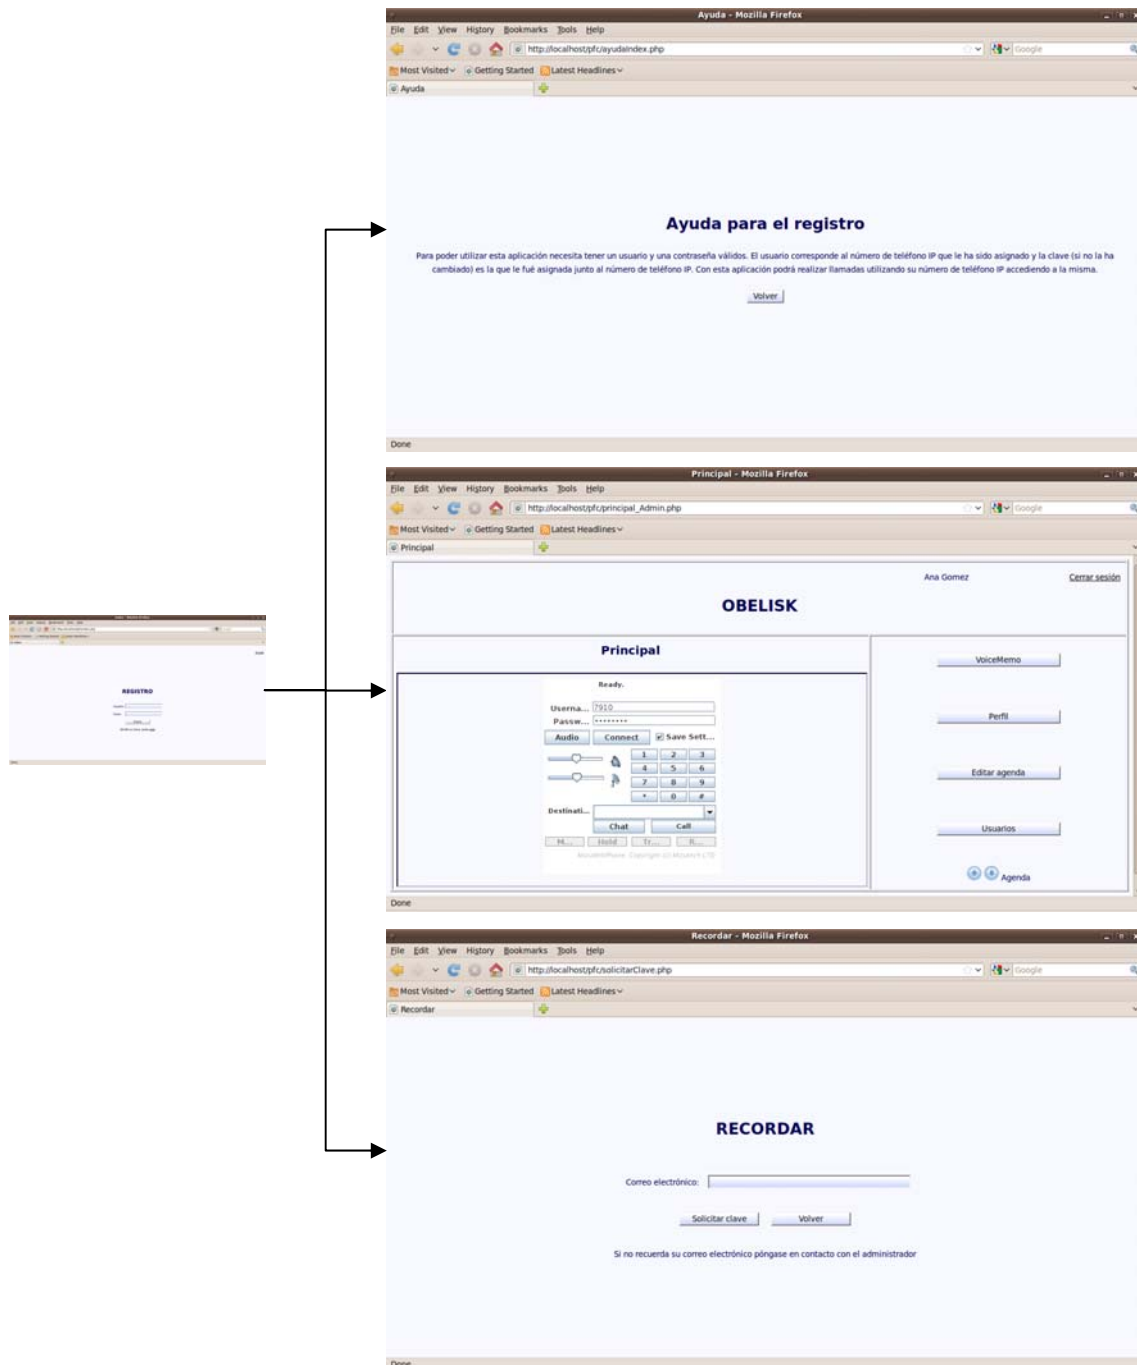 Ayuda - Mozilla Firefox
File Edit View History Bookmarks Tools Help
http://localhost/pfc/ayudaIndex.php
Google
Most Visited Getting Started Latest Headlines
Ayuda
Ayuda para el registro
Para poder utilizar esta aplicación necesita tener un usuario y una contraseña válidos. El usuario corresponde al número de teléfono IP que le ha sido asignado y la clave (si no la ha
cambiado) es la que le fué asignada junto al número de teléfono IP. Con esta aplicación podrá realizar llamadas utilizando su número de teléfono IP accediendo a la misma.
Volver
Done
Principal - Mozilla Firefox
File Edit View History Bookmarks Tools Help
http://localhost/pfc/principal_Admin.php
Google
Most Visited Getting Started Latest Headlines
Principal
Ana Gomez Cerrar sesión
OBELISK
Principal
Ready.
Userna... 7910
Passw... ••••••••
Audio Connect Save Sett...
1 2 3
4 5 6
7 8 9
* 0 #
Destinati...
Chat Call
M... Hold Tr... R...
VoiceMemo
Perfil
Editar agenda
Usuarios
Agenda
Done
REGISTRO
Recordar - Mozilla Firefox
File Edit View History Bookmarks Tools Help
http://localhost/pfc/solicitarClave.php
Google
Most Visited Getting Started Latest Headlines
Recordar
RECORDAR
Correo electrónico:
Solicitar clave Volver
Si no recuerda su correo electrónico póngase en contacto con el administrador
Done